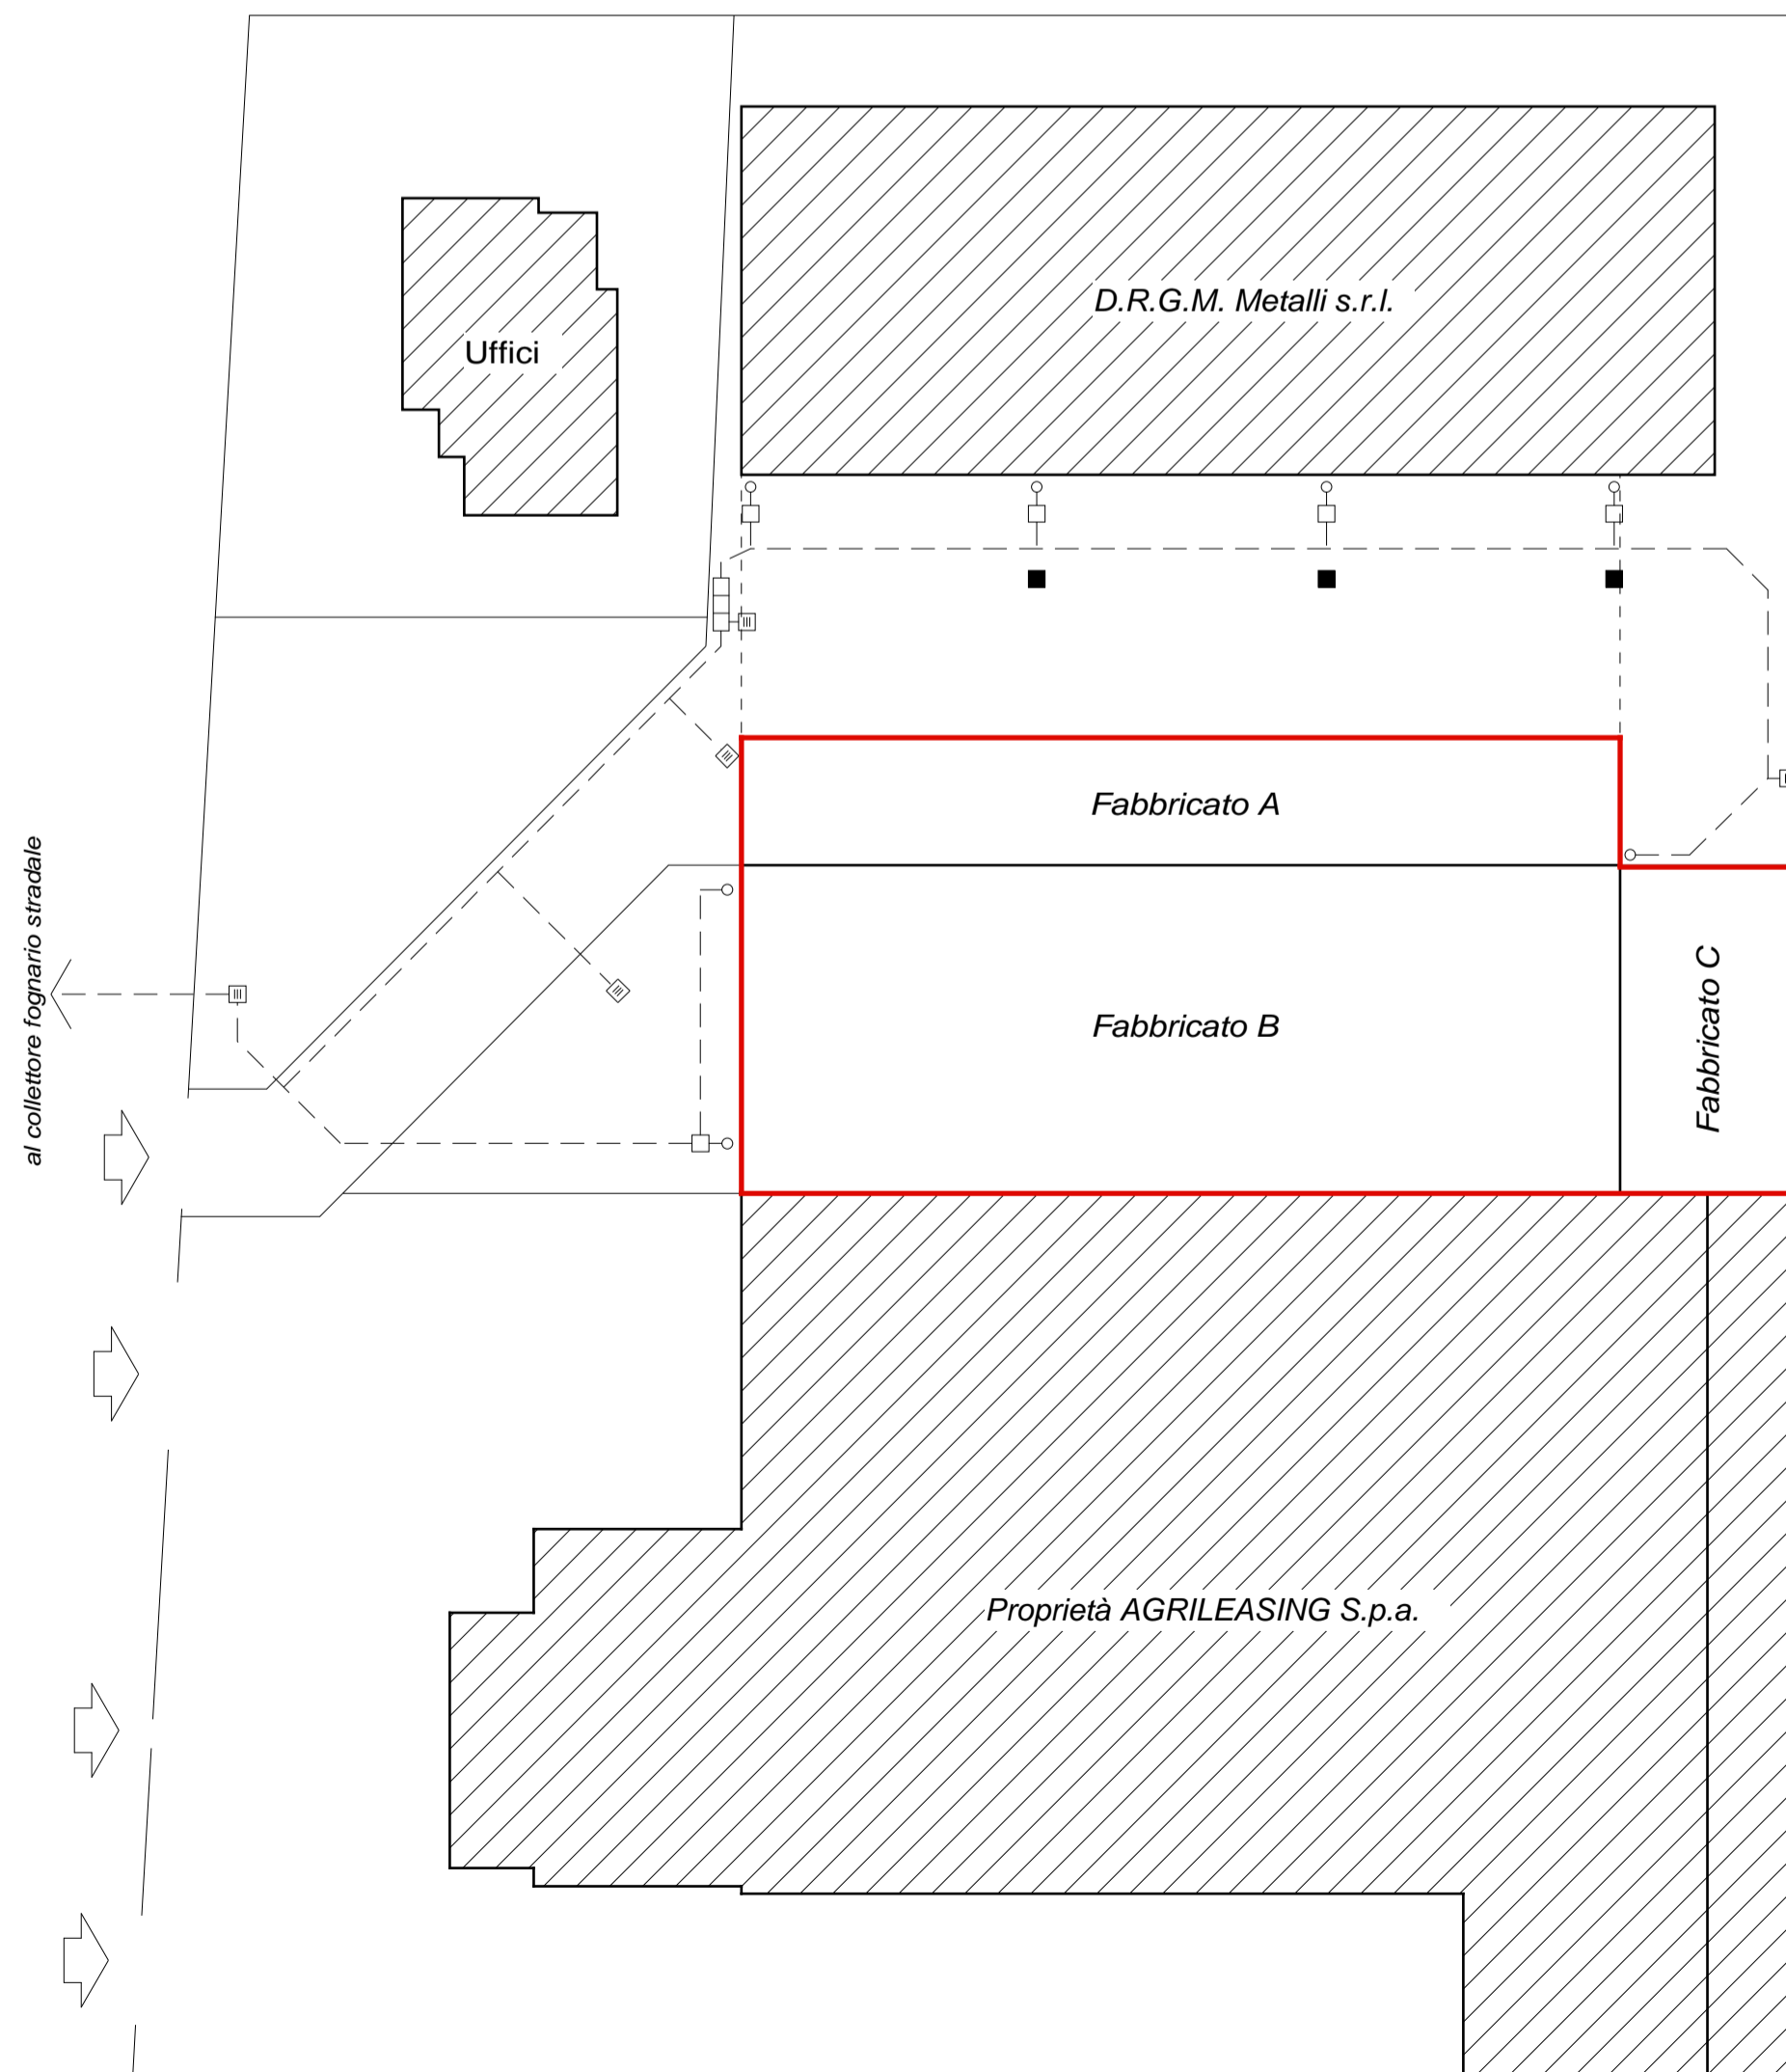 D.R.G.M. Metalli s.r.l.
Uffici
Fabbricato A
al collettore fognario stradale
Fabbricato B
Fabbricato C
Proprietà AGRILEASING S.p.a.